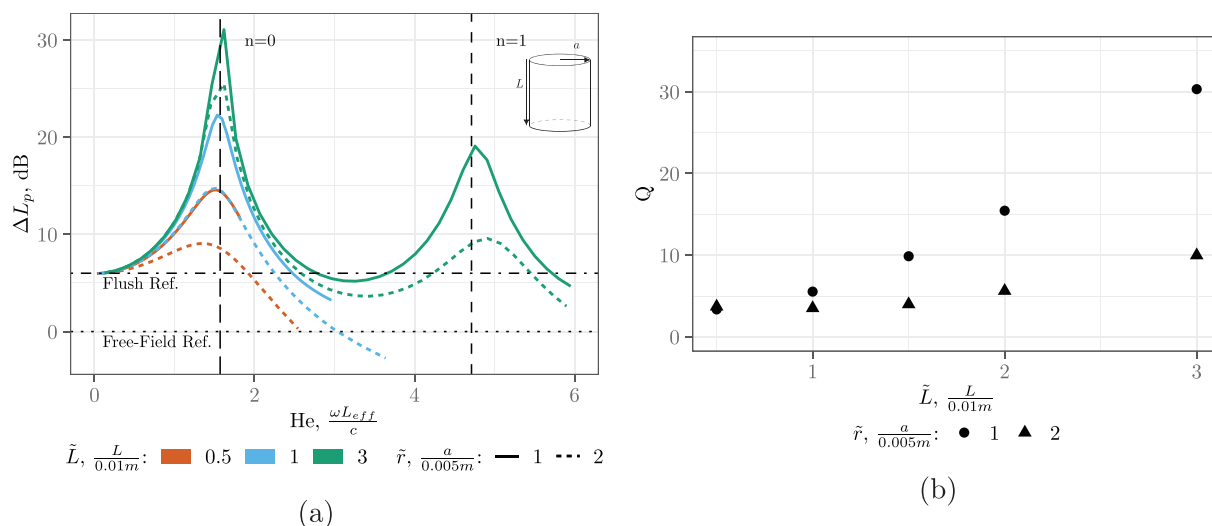 30
20
10
0
ΔL_p, dB
n=0
n=1
a
L
Flush Ref.
Free-Field Ref.
0 2 4 6
He, ωL_eff/c
L̃, L/0.01m: 0.5 1 3 r̃, a/0.005m: 1 2
(a)
30
20
10
0
Q
1 2 3
L̃, L/0.01m
r̃, a/0.005m: 1 2
(b)